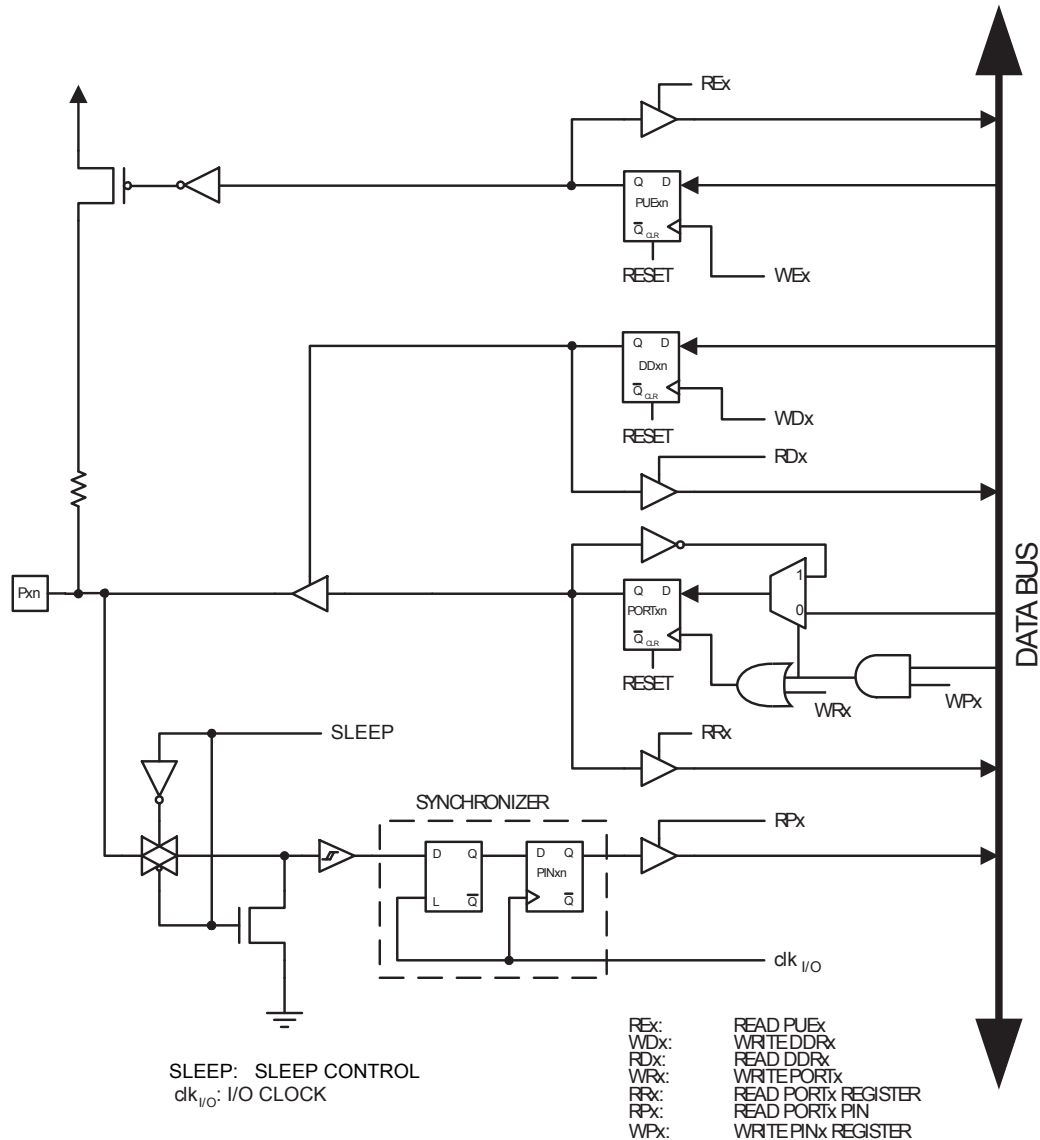 REx
Q D
PUExn
Q CLR
RESET
WEx
Q D
DDxn
Q CLR
RESET
WDx
RDx
DATA BUS
1
Pxn
Q D
PORTxn
0
Q CLR
RESET
WRx
WPx
SLEEP
RRx
SYNCHRONIZER
RPx
D Q
D Q
PINxn
L Q
Q
clk I/O
REx: READ PUEx
WDx: WRITE DDRx
RDx: READ DDRx
WRx: WRITE PORTx
RRx: READ PORTx REGISTER
RPx: READ PORTx PIN
WPx: WRITE PINx REGISTER
SLEEP: SLEEP CONTROL
clkI/O: I/O CLOCK